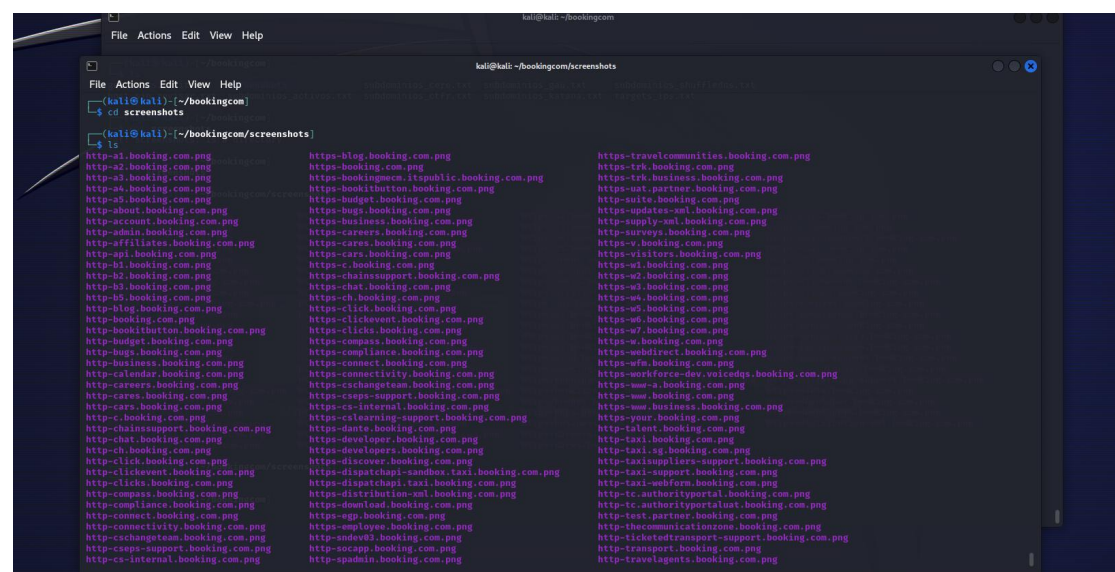 kali@kali: ~/bookingcom
File Actions Edit View Help
kali@kali: ~/bookingcom/screenshots
File Actions Edit View Help
(kali㉿kali)-[~/bookingcom]
$ cd screenshots
(kali㉿kali)-[~/bookingcom/screenshots]
$ ls
http-a1.booking.com.png https-blog.booking.com.png https-travelcommunities.booking.com.png
http-a2.booking.com.png https-booking.com.png https-trk.booking.com.png
http-a3.booking.com.png https-bookingmecm.itspublic.booking.com.png https-trk.business.booking.com.png
http-a4.booking.com.png https-bookitbutton.booking.com.png https-uat.partner.booking.com.png
http-a5.booking.com.png https-budget.booking.com.png http-suite.booking.com.png
http-about.booking.com.png https-bugs.booking.com.png https-updates-xml.booking.com.png
http-account.booking.com.png https-business.booking.com.png http-supply-xml.booking.com.png
http-admin.booking.com.png https-careers.booking.com.png http-surveys.booking.com.png
http-affiliates.booking.com.png https-cares.booking.com.png https-v.booking.com.png
http-api.booking.com.png https-cars.booking.com.png https-visitors.booking.com.png
http-b1.booking.com.png https-c.booking.com.png https-w1.booking.com.png
http-b2.booking.com.png https-chainssupport.booking.com.png https-w2.booking.com.png
http-b3.booking.com.png https-chat.booking.com.png https-w3.booking.com.png
http-b5.booking.com.png https-ch.booking.com.png https-w4.booking.com.png
http-blog.booking.com.png https-click.booking.com.png https-w5.booking.com.png
http-booking.com.png https-clickevent.booking.com.png https-w6.booking.com.png
http-bookitbutton.booking.com.png https-clicks.booking.com.png https-w7.booking.com.png
http-budget.booking.com.png https-compass.booking.com.png https-w.booking.com.png
http-bugs.booking.com.png https-compliance.booking.com.png https-webdirect.booking.com.png
http-business.booking.com.png https-connect.booking.com.png https-wfm.booking.com.png
http-calendar.booking.com.png https-connectivity.booking.com.png https-workforce-dev.voicedqs.booking.com.png
http-careers.booking.com.png https-cschangeteam.booking.com.png https-www-a.booking.com.png
http-cares.booking.com.png https-cseps-support.booking.com.png https-www.booking.com.png
http-cars.booking.com.png https-cs-internal.booking.com.png https-www.business.booking.com.png
http-c.booking.com.png https-cslearning-support.booking.com.png https-your.booking.com.png
http-chainssupport.booking.com.png https-dante.booking.com.png http-talent.booking.com.png
http-chat.booking.com.png https-developer.booking.com.png http-taxi.booking.com.png
http-ch.booking.com.png https-developers.booking.com.png http-taxi.sg.booking.com.png
http-click.booking.com.png https-discover.booking.com.png http-taxisuppliers-support.booking.com.png
http-clickevent.booking.com.png https-dispatchapi-sandbox.taxi.booking.com.png http-taxi-support.booking.com.png
http-clicks.booking.com.png https-dispatchapi.taxi.booking.com.png http-taxi-webform.booking.com.png
http-compass.booking.com.png https-distribution-xml.booking.com.png http-tc.authorityportal.booking.com.png
http-compliance.booking.com.png https-download.booking.com.png http-tc.authorityportaluat.booking.com.png
http-connect.booking.com.png https-egp.booking.com.png http-test.partner.booking.com.png
http-connectivity.booking.com.png https-employee.booking.com.png http-thecommunicationzone.booking.com.png
http-cschangeteam.booking.com.png http-sndev03.booking.com.png http-ticketedtransport-support.booking.com.png
http-cseps-support.booking.com.png http-socapp.booking.com.png http-transport.booking.com.png
http-cs-internal.booking.com.png http-spadmin.booking.com.png http-travelagents.booking.com.png